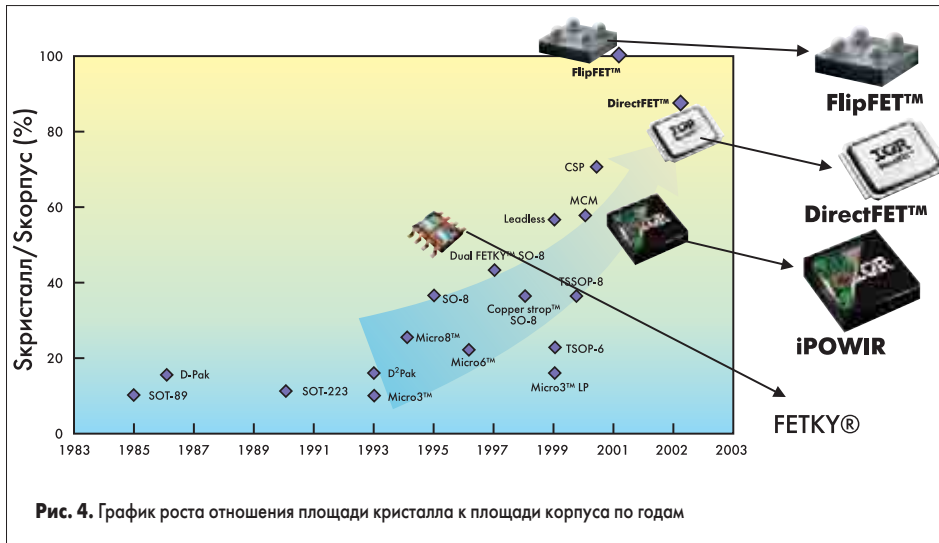 100
80
60
40
20
0
Sкристалл/Sкорпус (%)
1983
1985
1987
1989
1991
1993
1995
1997
1999
2001
2002
2003
FlipFET™
DirectFET™
CSP
MCM
Leadless
Dual FETKY™ SO-8
TSSOP-8
SO-8
Copper strop™
SO-8
Micro8™
Micro6™
TSOP-6
D-Pak
D²Pak
Micro3™ LP
SOT-89
SOT-223
Micro3™
IOR
IOR
IOR
FlipFET™
DirectFET™
iPOWIR
FETKY®
Рис. 4. График роста отношения площади кристалла к площади корпуса по годам